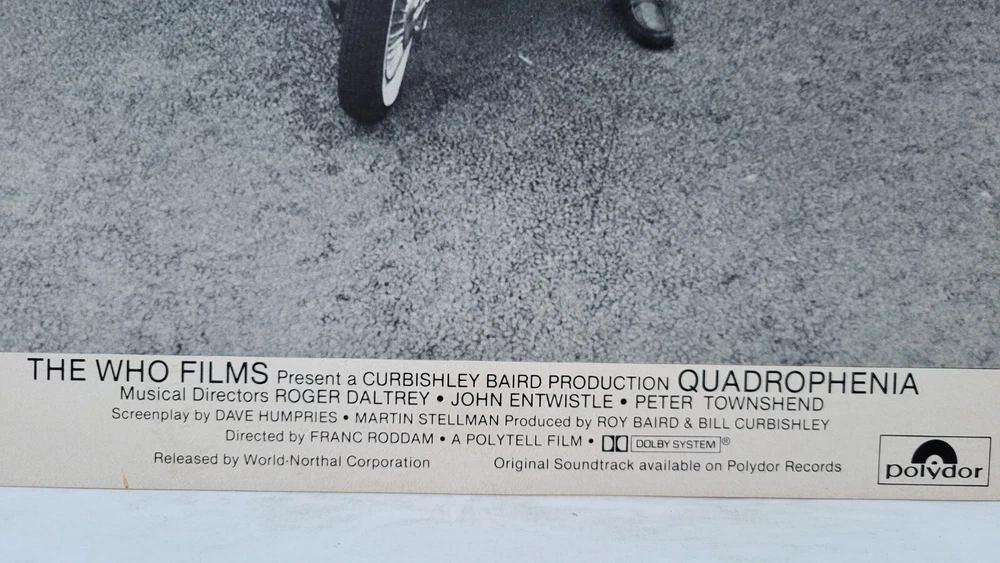 THE WHO FILMS Present a CURBISHLEY BAIRD PRODUCTION QUADROPHENIA
Musical Directors ROGER DALTREY • JOHN ENTWISTLE • PETER TOWNSHEND
Screenplay by DAVE HUMPRIES • MARTIN STELLMAN Produced by ROY BAIRD & BILL CURBISHLEY
Directed by FRANC RODDAM • A POLYTELL FILM • DOLBY SYSTEM®
Released by World-Northal Corporation Original Soundtrack available on Polydor Records
polydor